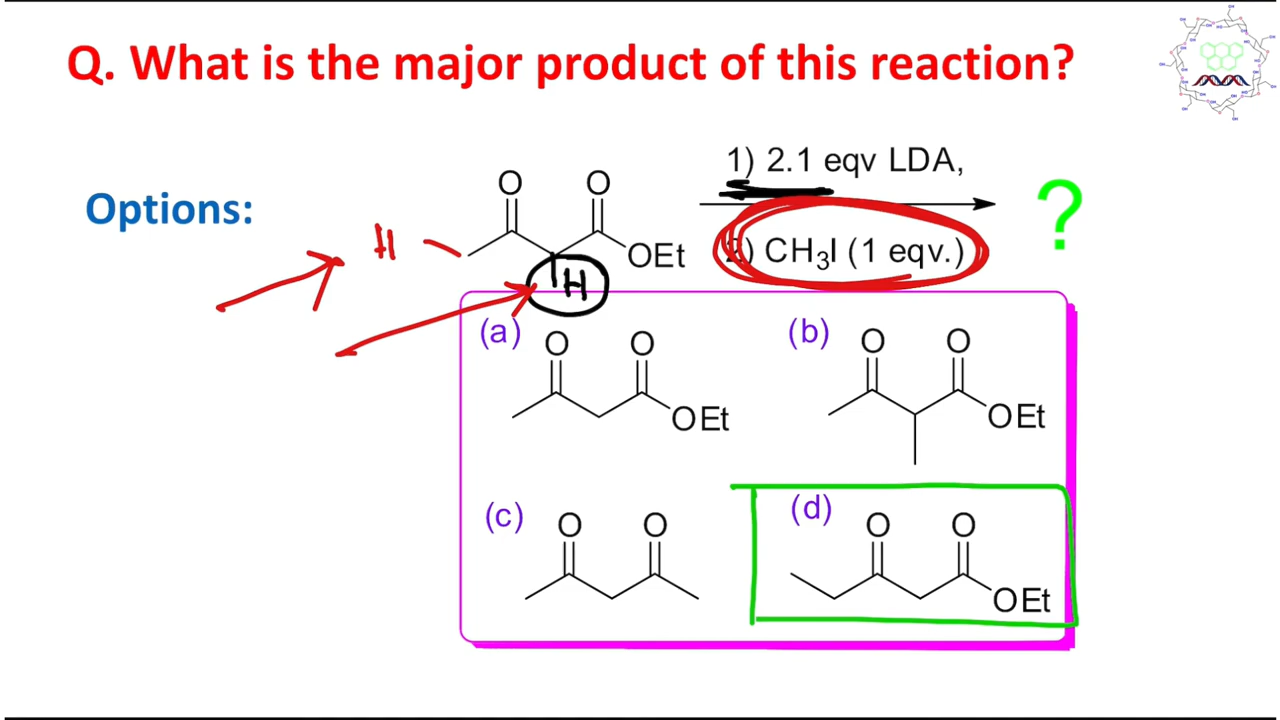 Q. What is the major product of this reaction?
Options:
H
O O
OEt
H
1) 2.1 eqv LDA,
2) CH₃I (1 eqv.)
?
(a)
O O
OEt
(b)
O O
OEt
(c)
O O
(d)
O O
OEt